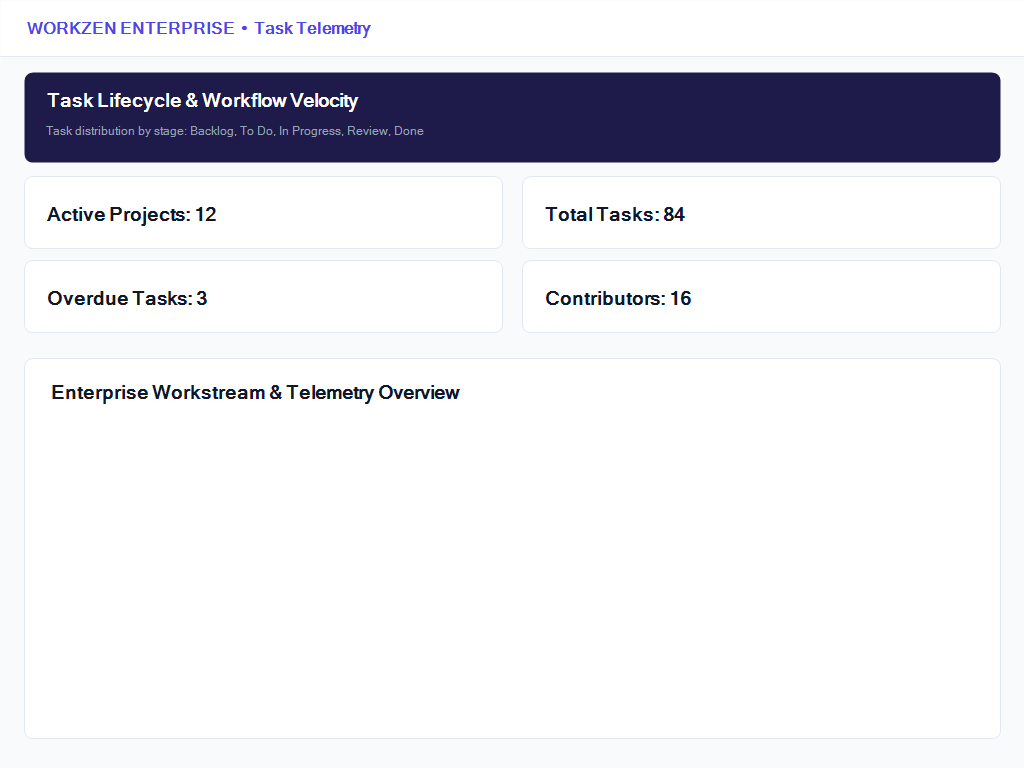 WORKZEN ENTERPRISE • Task Telemetry
Task Lifecycle & Workflow Velocity
Task distribution by stage: Backlog, To Do, In Progress, Review, Done
Active Projects: 12
Total Tasks: 84
Overdue Tasks: 3
Contributors: 16
Enterprise Workstream & Telemetry Overview